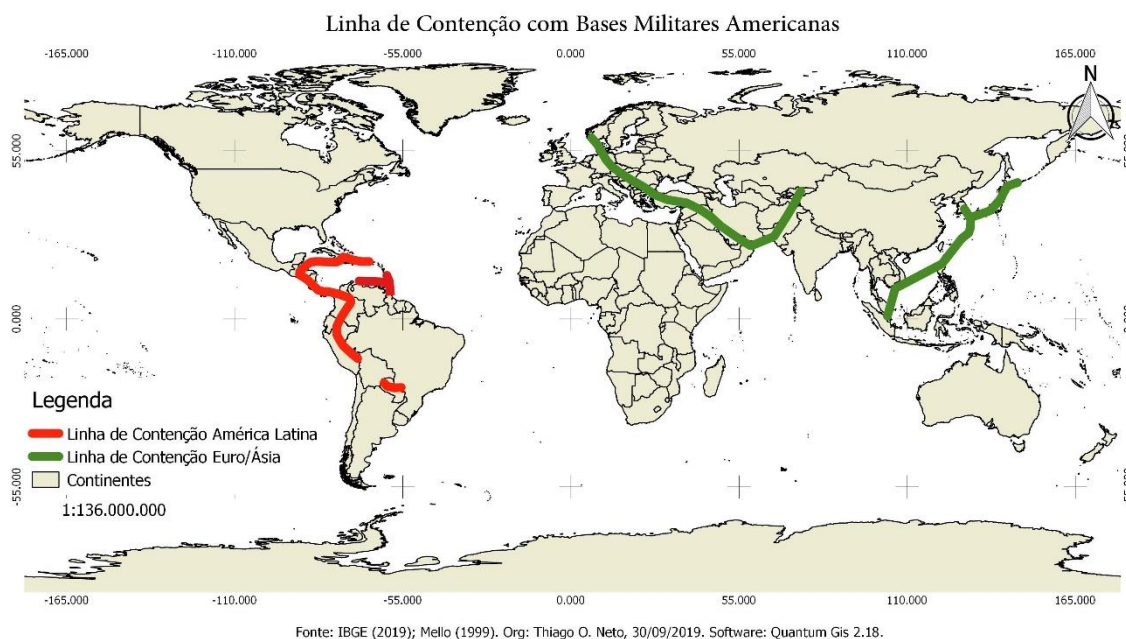 Linha de Contenção com Bases Militares Americanas
-165.000 -110.000 -55.000 0.000 55.000 110.000 165.000
N
55.000
0.000 0.000
-55.000 -55.000
Legenda
Linha de Contenção América Latina
Linha de Contenção Euro/Ásia
Continentes
1:136.000.000
-165.000 -110.000 -55.000 0.000 55.000 110.000 165.000
Fonte: IBGE (2019); Mello (1999). Org: Thiago O. Neto, 30/09/2019. Software: Quantum Gis 2.18.